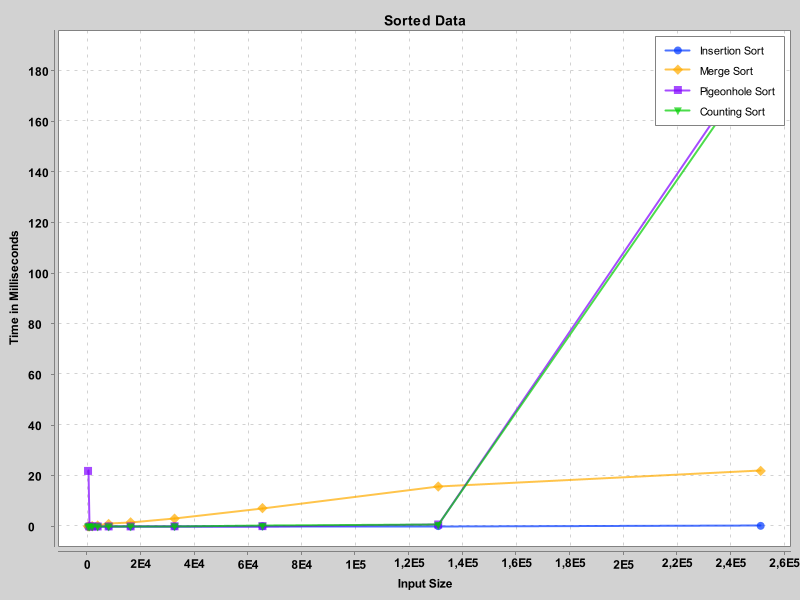 Sorted Data
Insertion Sort
Merge Sort
Pigeonhole Sort
Counting Sort
Time in Milliseconds
180
160
140
120
100
80
60
40
20
0
0 2E4 4E4 6E4 8E4 1E5 1,2E5 1,4E5 1,6E5 1,8E5 2E5 2,2E5 2,4E5 2,6E5
Input Size